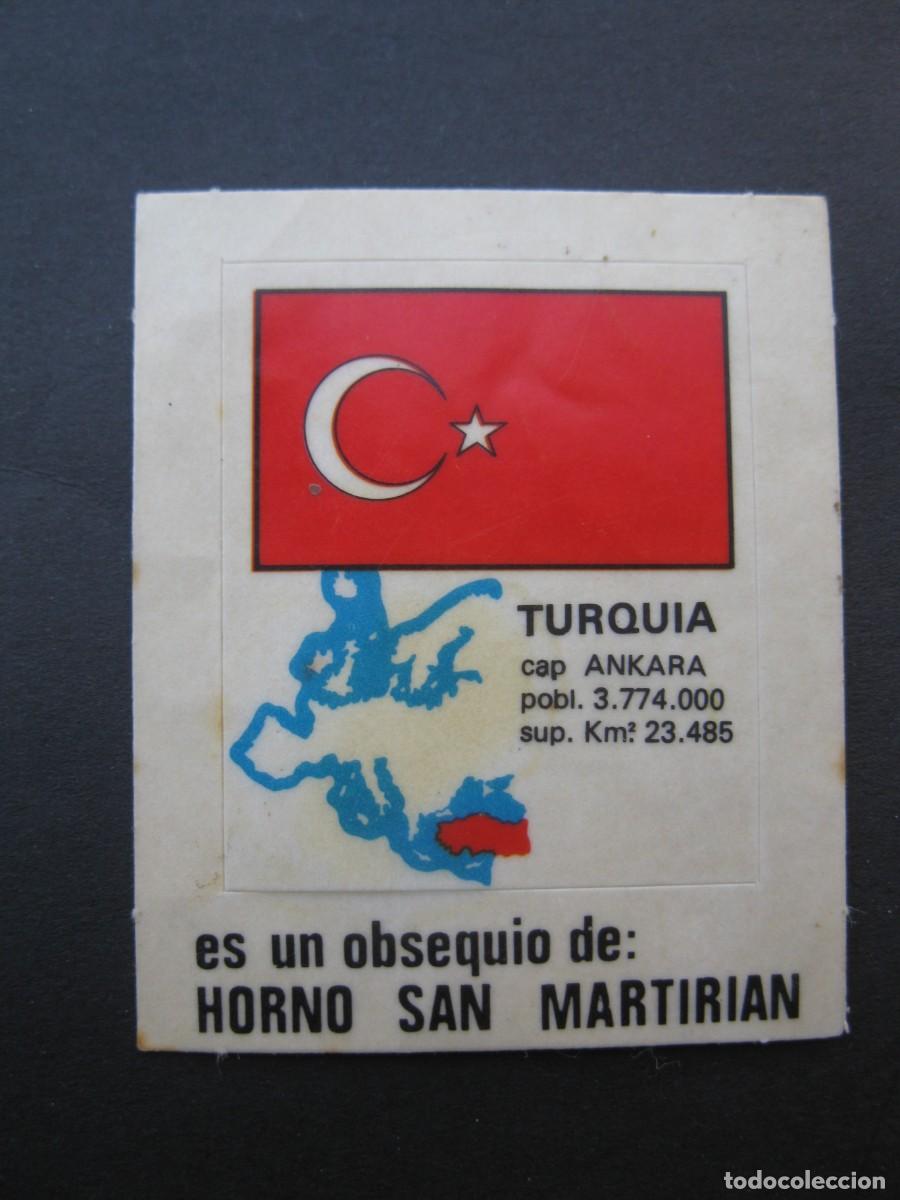 TURQUIA
cap ANKARA
pobl. 3.774.000
sup. Km² 23.485
es un obsequio de:
HORNO SAN MARTIRIAN
todocoleccion